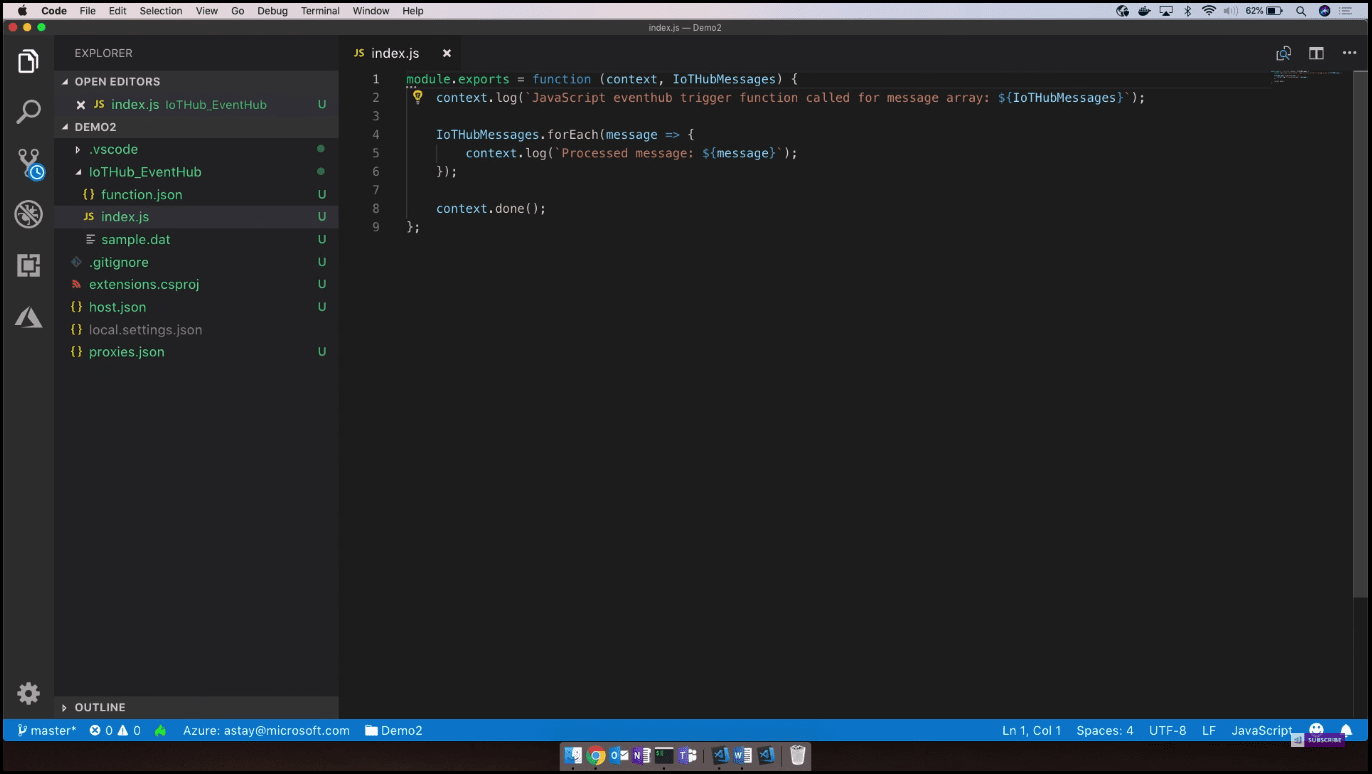 Code File Edit Selection View Go Debug Terminal Window Help 62%
index.js — Demo2
EXPLORER
OPEN EDITORS
JS index.js IoTHub_EventHub U
DEMO2
.vscode
IoTHub_EventHub
{} function.json U
JS index.js U
sample.dat U
.gitignore U
extensions.csproj U
{} host.json U
{} local.settings.json
{} proxies.json U
OUTLINE
JS index.js
1 module.exports = function (context, IoTHubMessages) {
2 context.log(`JavaScript eventhub trigger function called for message array: ${IoTHubMessages}`);
3
4 IoTHubMessages.forEach(message => {
5 context.log(`Processed message: ${message}`);
6 });
7
8 context.done();
9 };
master* 0 0 Azure: astay@microsoft.com Demo2 Ln 1, Col 1 Spaces: 4 UTF-8 LF JavaScript
SUBSCRIBE